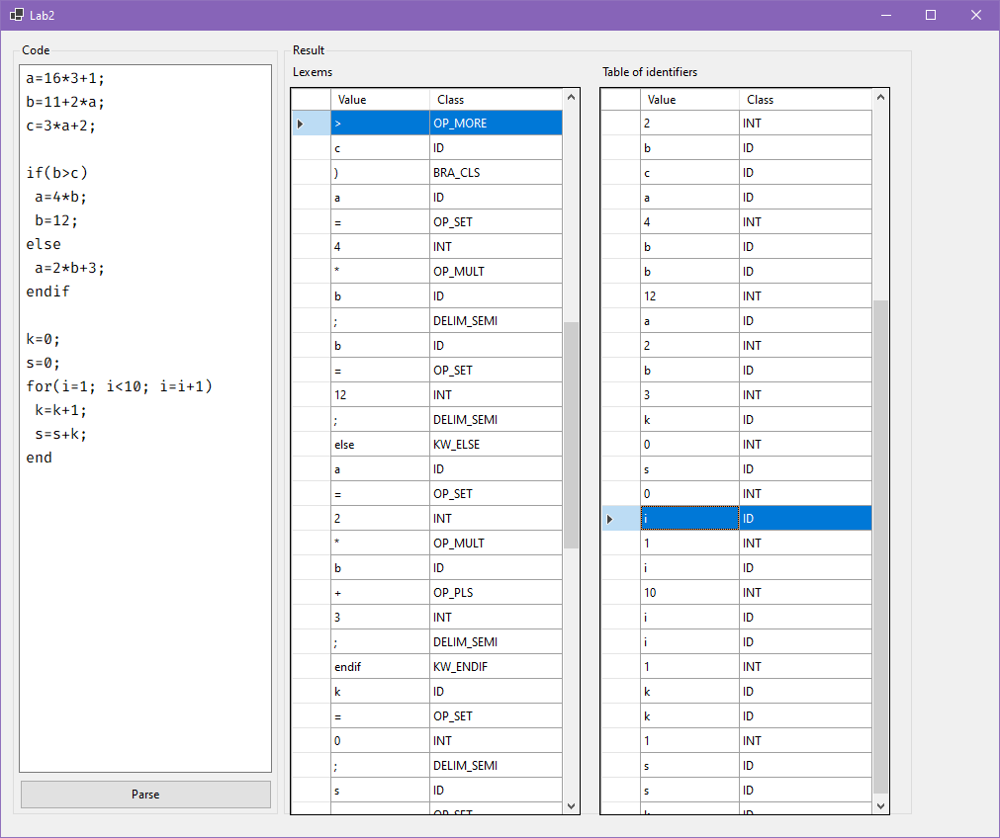 Lab2
Code
a=16*3+1;
b=11+2*a;
c=3*a+2;
if(b>c)
a=4*b;
b=12;
else
a=2*b+3;
endif
k=0;
s=0;
for(i=1; i<10; i=i+1)
k=k+1;
s=s+k;
end
Parse
Result
Lexems
Value Class
> OP_MORE
c ID
) BRA_CLS
a ID
= OP_SET
4 INT
* OP_MULT
b ID
; DELIM_SEMI
b ID
= OP_SET
12 INT
; DELIM_SEMI
else KW_ELSE
a ID
= OP_SET
2 INT
* OP_MULT
b ID
+ OP_PLS
3 INT
; DELIM_SEMI
endif KW_ENDIF
k ID
= OP_SET
0 INT
; DELIM_SEMI
s ID
Table of identifiers
Value Class
2 INT
b ID
c ID
a ID
4 INT
b ID
b ID
12 INT
a ID
2 INT
b ID
3 INT
k ID
0 INT
s ID
0 INT
i ID
1 INT
i ID
10 INT
i ID
i ID
1 INT
k ID
k ID
1 INT
s ID
s ID